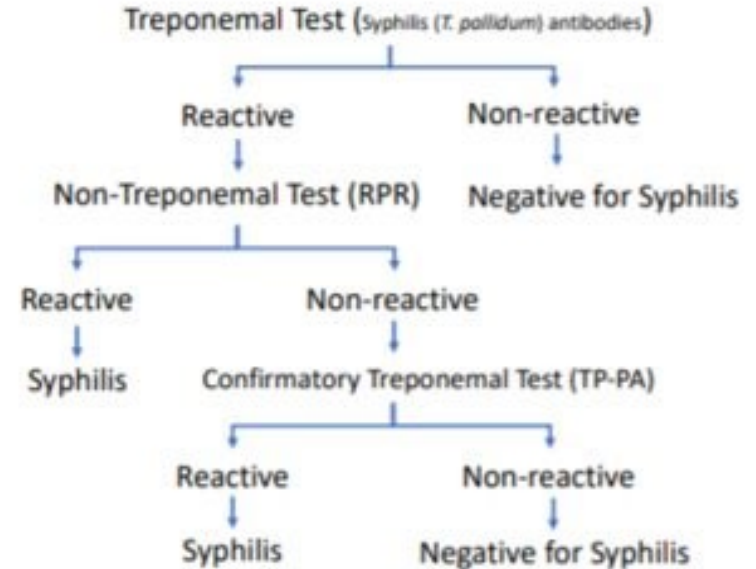 Treponemal Test (Syphilis (T. pallidum) antibodies)
Reactive
Non-reactive
Non-Treponemal Test (RPR)
Negative for Syphilis
Reactive
Non-reactive
Syphilis
Confirmatory Treponemal Test (TP-PA)
Reactive
Non-reactive
Syphilis
Negative for Syphilis